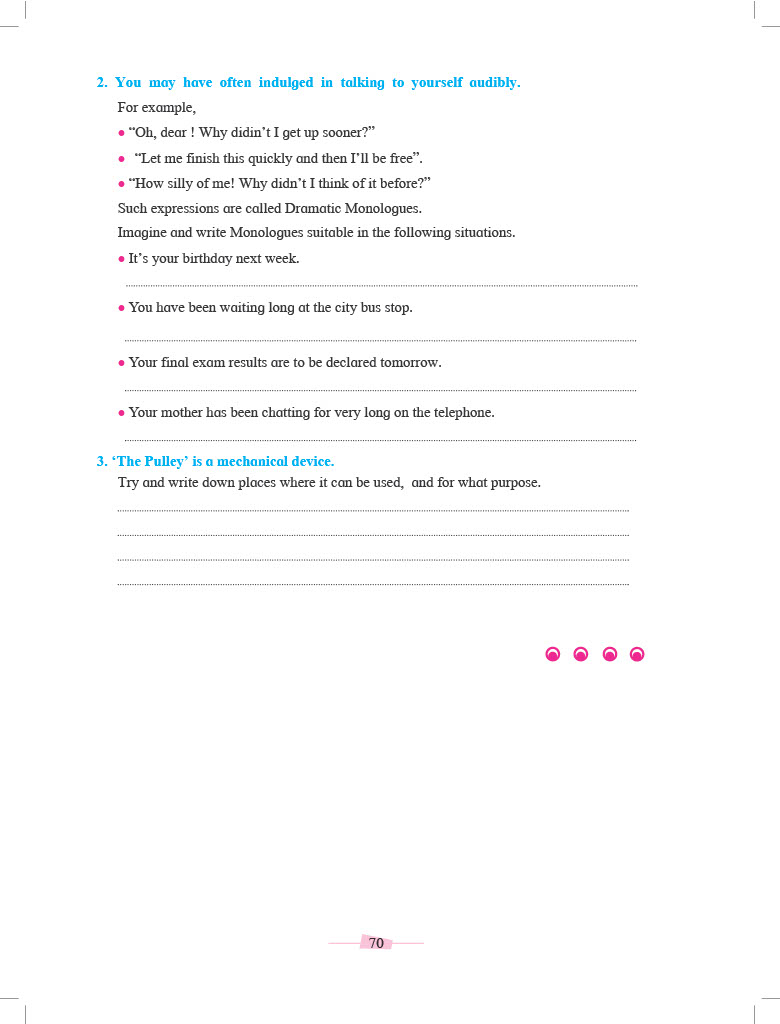 2. You may have often indulged in talking to yourself audibly.
For example,
● “Oh, dear ! Why didin’t I get up sooner?”
● “Let me finish this quickly and then I’ll be free”.
● “How silly of me! Why didn’t I think of it before?”
Such expressions are called Dramatic Monologues.
Imagine and write Monologues suitable in the following situations.
● It’s your birthday next week.
● You have been waiting long at the city bus stop.
● Your final exam results are to be declared tomorrow.
● Your mother has been chatting for very long on the telephone.
3. ‘The Pulley’ is a mechanical device.
Try and write down places where it can be used, and for what purpose.
70